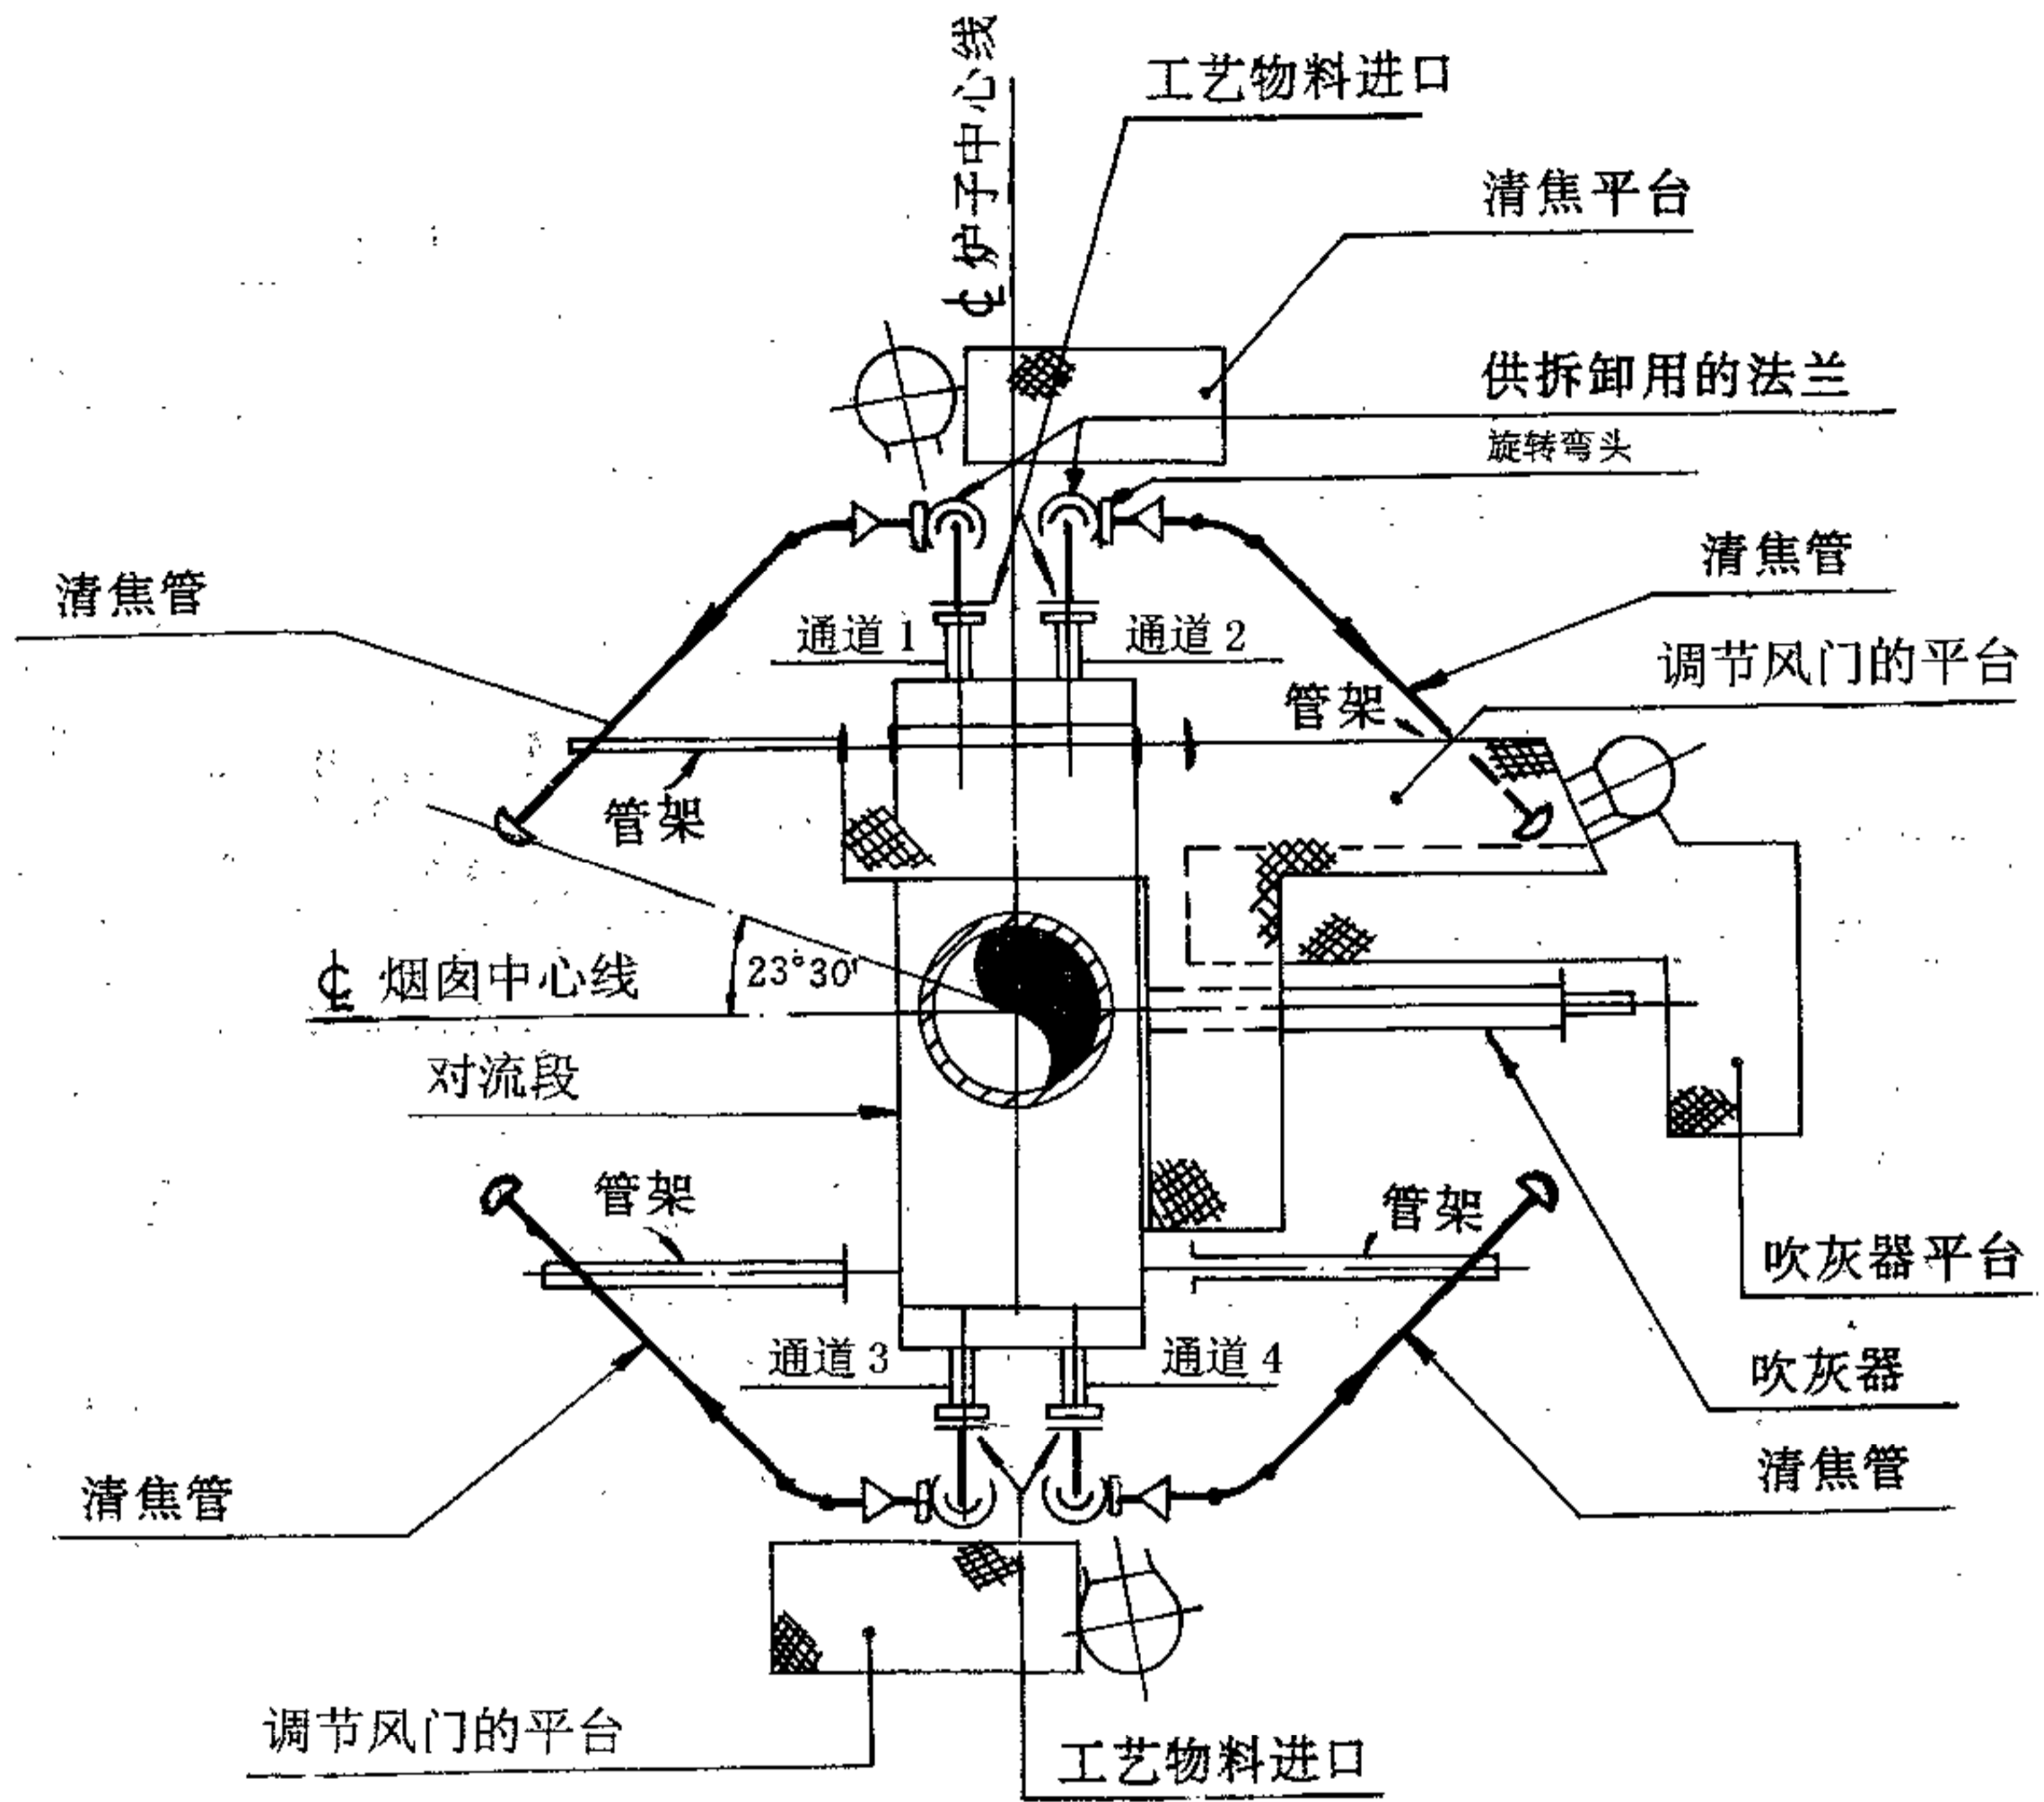 ℄ 炉子中心线
工艺物料进口
清焦平台
供拆卸用的法兰
旋转弯头
清焦管
清焦管
通道1
通道2
调节风门的平台
管架
管架
℄ 烟囱中心线
23°30'
对流段
管架
管架
吹灰器平台
通道3
通道4
吹灰器
清焦管
清焦管
调节风门的平台
工艺物料进口